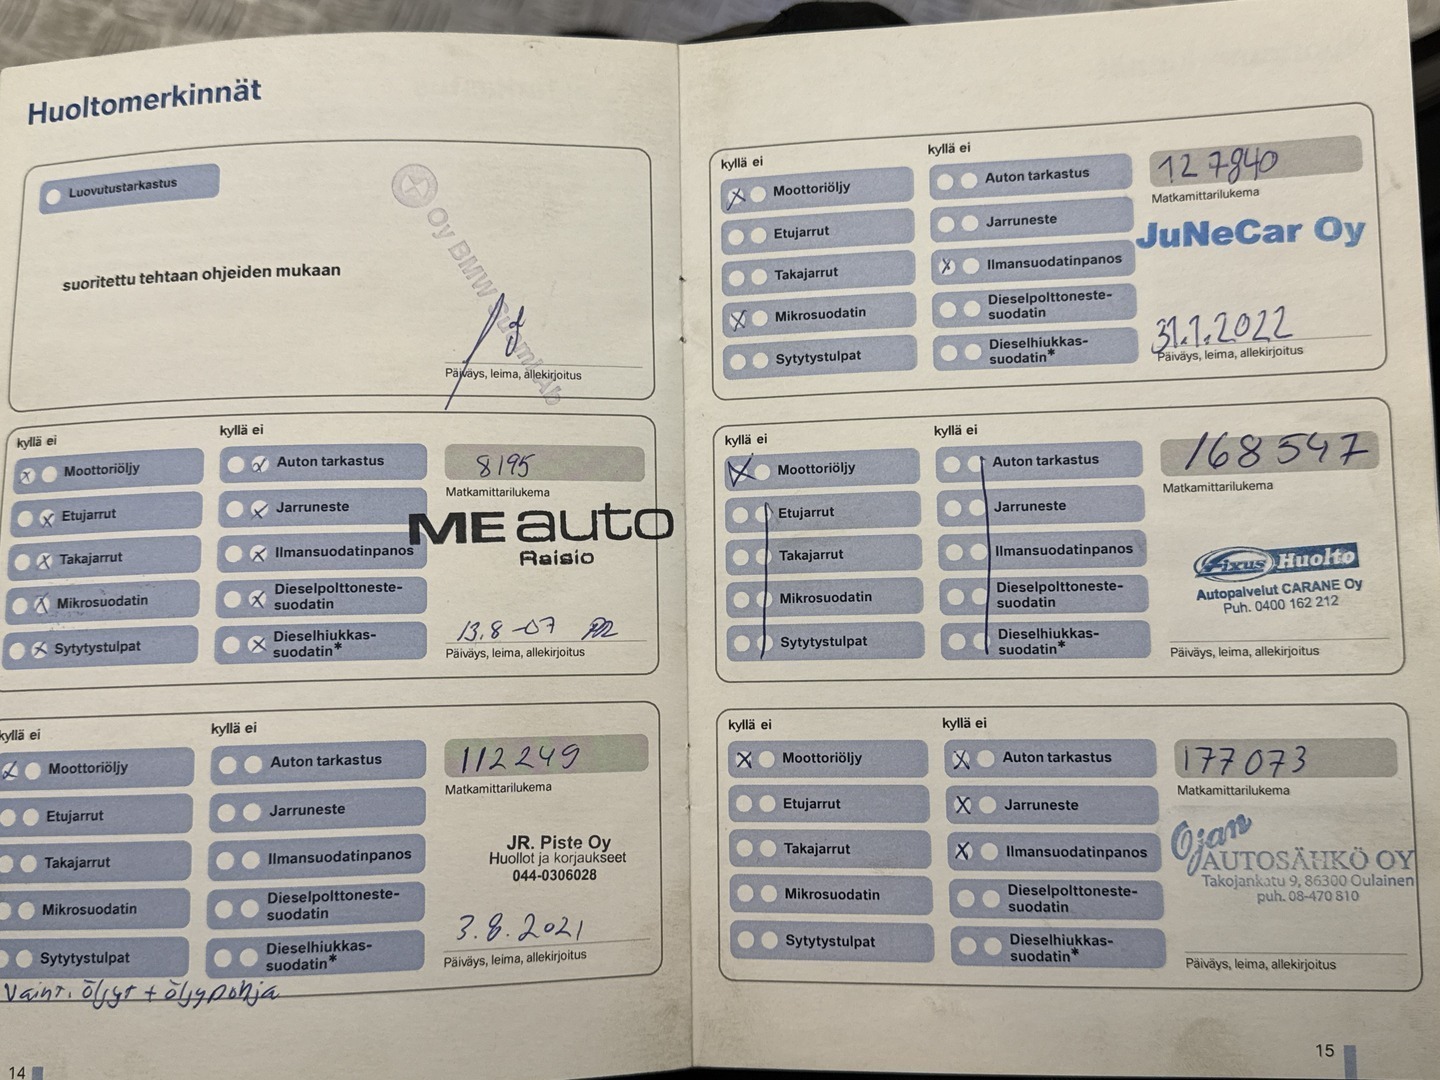 Huoltomerkinnät
Luovutustarkastus
suoritettu tehtaan ohjeiden mukaan
Oy BMW Suomi Ab
Päiväys, leima, allekirjoitus
kyllä ei
kyllä ei
Moottoriöljy
Etujarrut
Takajarrut
Mikrosuodatin
Sytytystulpat
Auton tarkastus
Jarruneste
Ilmansuodatinpanos
Dieselpolttoneste-
suodatin
Dieselhiukkas-
suodatin*
8195
Matkamittarilukema
ME auto
Raisio
13.8-07
Päiväys, leima, allekirjoitus
kyllä ei
kyllä ei
Moottoriöljy
Etujarrut
Takajarrut
Mikrosuodatin
Sytytystulpat
Auton tarkastus
Jarruneste
Ilmansuodatinpanos
Dieselpolttoneste-
suodatin
Dieselhiukkas-
suodatin*
112249
Matkamittarilukema
JR. Piste Oy
Huollot ja korjaukseet
044-0306028
3.8.2021
Päiväys, leima, allekirjoitus
Vaiht. öljyt + öljypohja
14
kyllä ei
kyllä ei
Moottoriöljy
Etujarrut
Takajarrut
Mikrosuodatin
Sytytystulpat
Auton tarkastus
Jarruneste
Ilmansuodatinpanos
Dieselpolttoneste-
suodatin
Dieselhiukkas-
suodatin*
127840
Matkamittarilukema
JuNeCar Oy
31.1.2022
Päiväys, leima, allekirjoitus
kyllä ei
kyllä ei
Moottoriöljy
Etujarrut
Takajarrut
Mikrosuodatin
Sytytystulpat
Auton tarkastus
Jarruneste
Ilmansuodatinpanos
Dieselpolttoneste-
suodatin
Dieselhiukkas-
suodatin*
168547
Matkamittarilukema
Fixus Huolto
Autopalvelut CARANE Oy
Puh. 0400 162 212
Päiväys, leima, allekirjoitus
kyllä ei
kyllä ei
Moottoriöljy
Etujarrut
Takajarrut
Mikrosuodatin
Sytytystulpat
Auton tarkastus
Jarruneste
Ilmansuodatinpanos
Dieselpolttoneste-
suodatin
Dieselhiukkas-
suodatin*
177073
Matkamittarilukema
Ojan
AUTOSÄHKÖ OY
Takojankatu 9, 86300 Oulainen
puh. 08-470 810
Päiväys, leima, allekirjoitus
15